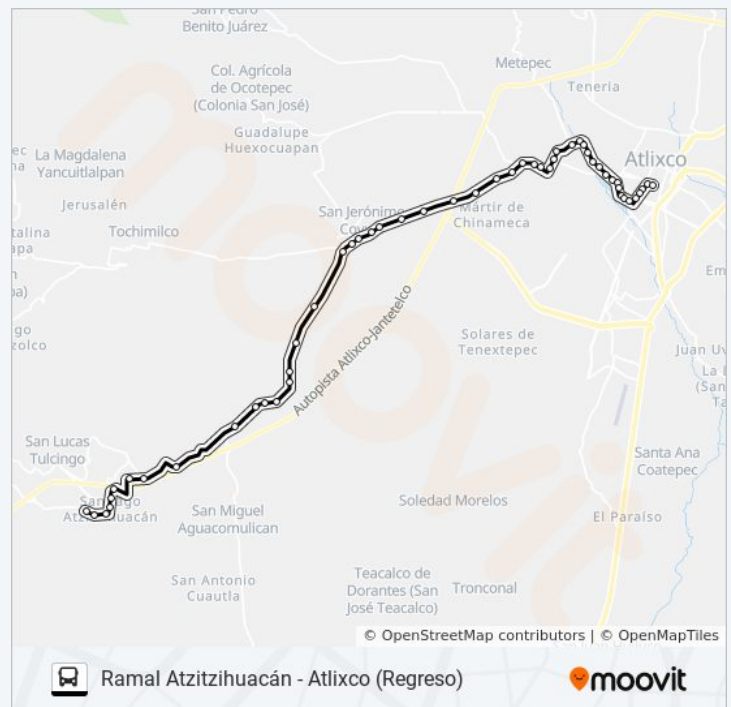 San Pedro
Benito Juárez
Metepec
Col. Agrícola
de Ocotepec
(Colonia San José)
Tenería
Guadalupe
Huexocuapan
La Magdalena
Yancuitlalpan
Atlixco
Jerusalén
San Jerónimo
Mártir de
Chinameca
Tochimilco
Autopista Atlixco-Jantetelco
Solares de
Tenextepec
San Lucas
Tulcingo
Santa Ana
Coatepec
Soledad Morelos
San Miguel
Aguacomulican
El Paraíso
Teacalco de
Dorantes (San
José Teacalco)
Tronconal
San Antonio
Cuautla
moovit
© OpenStreetMap contributors | © OpenMapTiles
Ramal Atzitzihuacán - Atlixco (Regreso)
moovit